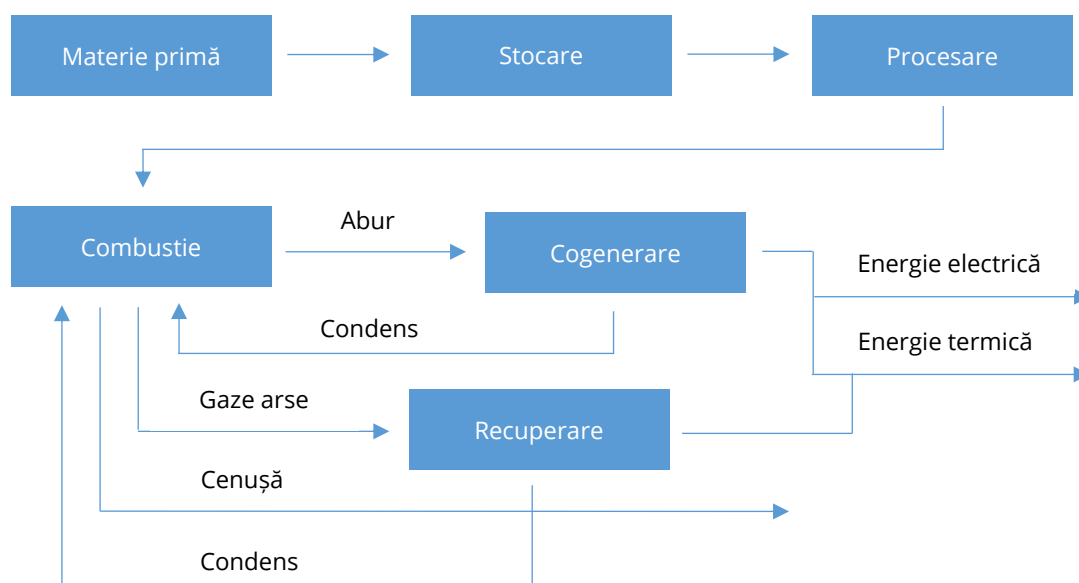 Materie primă
Stocare
Procesare
Abur
Combustie
Cogenerare
Energie electrică
Condens
Energie termică
Gaze arse
Recuperare
Cenușă
Condens